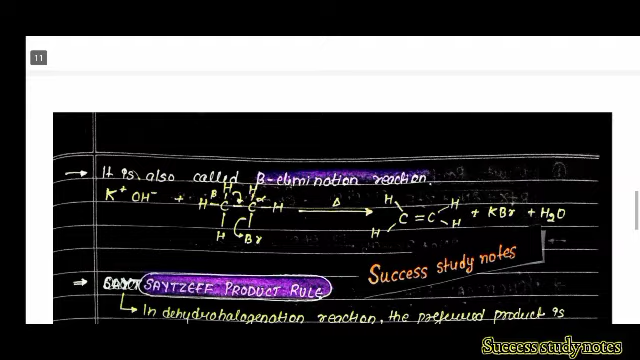 11
→ It is also called β-elimination reaction.
K⁺ OH⁻ + H–C–C–H → C=C + KBr + H₂O
β H H α Δ H H
H Br H H
Success study notes
⇒ SAYTZEFF PRODUCT RULE
In dehydrohalogenation reaction, the preferred product is
Success study notes